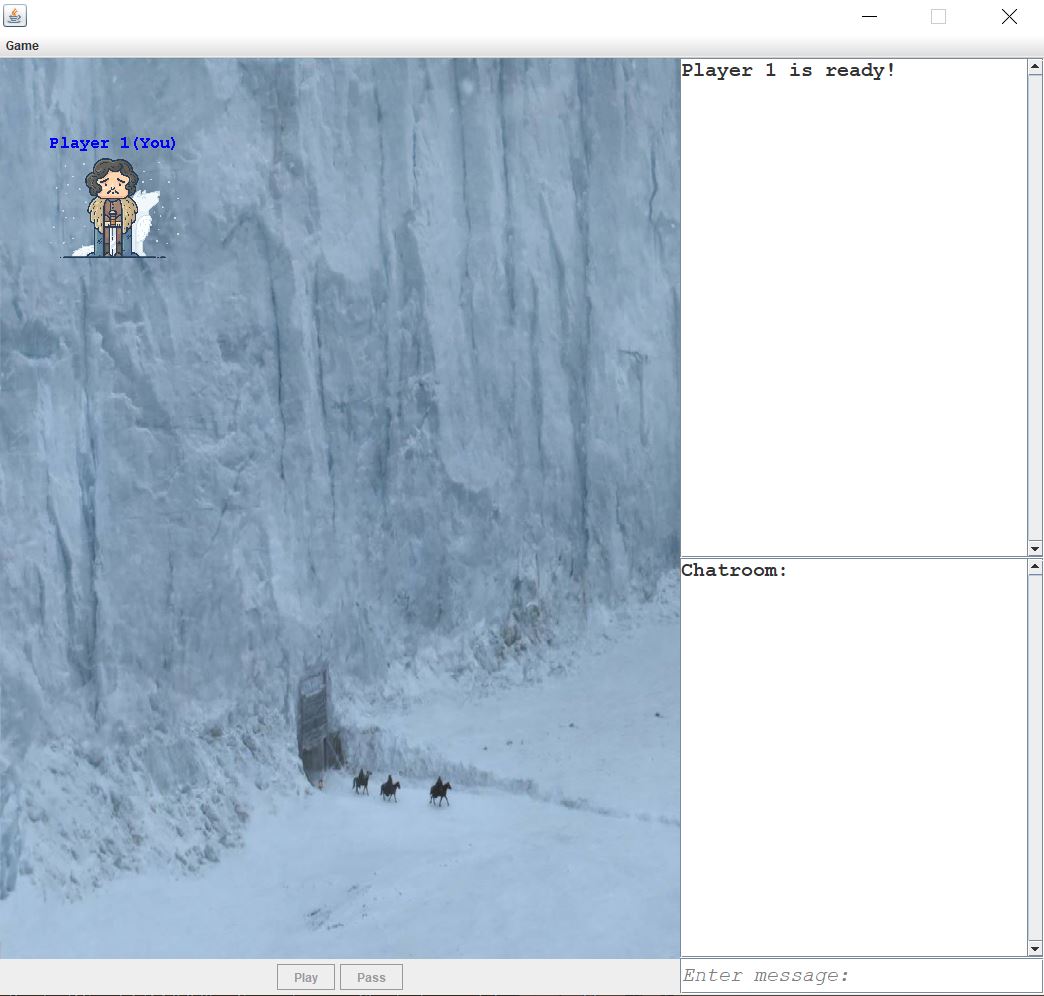 Game
Player 1 is ready!
Player 1(You)
Chatroom:
Play
Pass
Enter message: